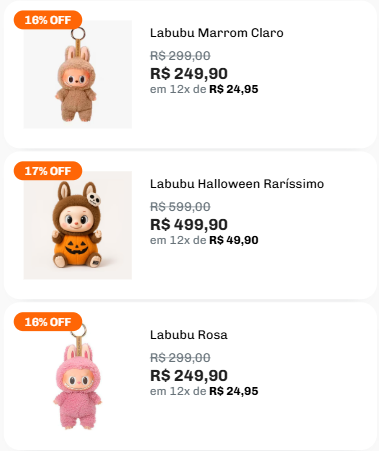 16% OFF
Labubu Marrom Claro
R$ 299,00
R$ 249,90
em 12x de R$ 24,95
17% OFF
Labubu Halloween Raríssimo
R$ 599,00
R$ 499,90
em 12x de R$ 49,90
16% OFF
Labubu Rosa
R$ 299,00
R$ 249,90
em 12x de R$ 24,95